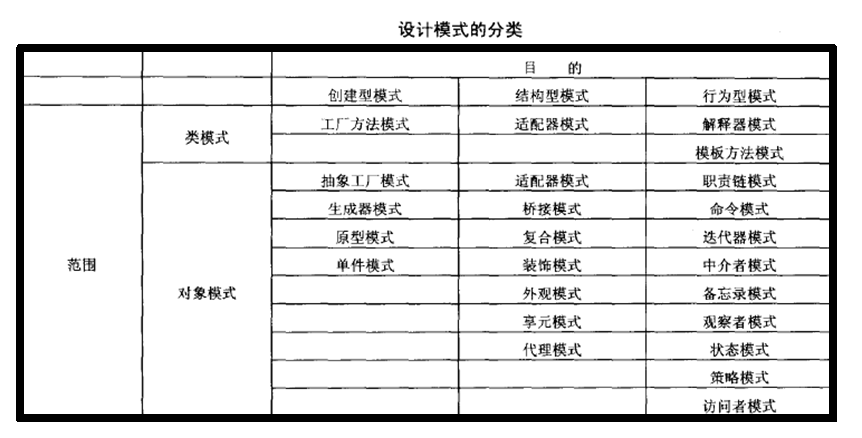 设计模式的分类
目 的
创建型模式 结构型模式 行为型模式
类模式 工厂方法模式 适配器模式 解释器模式
模板方法模式
范围 对象模式 抽象工厂模式 适配器模式 职责链模式
生成器模式 桥接模式 命令模式
原型模式 复合模式 迭代器模式
单件模式 装饰模式 中介者模式
外观模式 备忘录模式
享元模式 观察者模式
代理模式 状态模式
策略模式
访问者模式